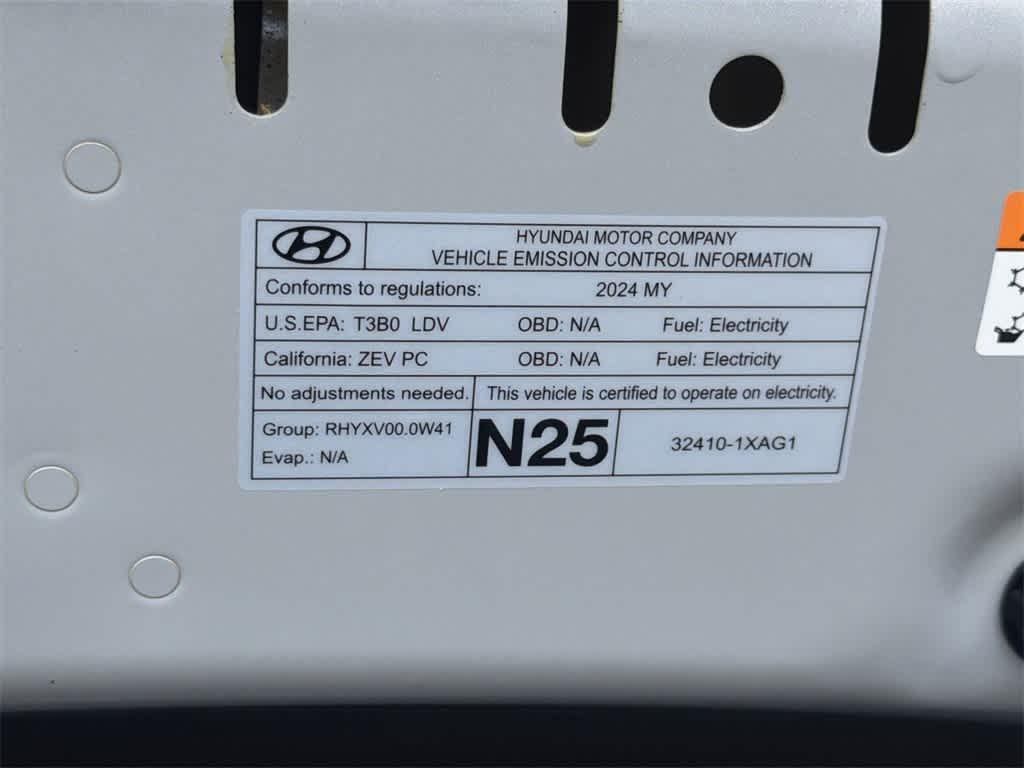 HYUNDAI MOTOR COMPANY
VEHICLE EMISSION CONTROL INFORMATION
Conforms to regulations: 2024 MY
U.S.EPA: T3B0 LDV OBD: N/A Fuel: Electricity
California: ZEV PC OBD: N/A Fuel: Electricity
No adjustments needed. This vehicle is certified to operate on electricity.
Group: RHYXV00.0W41
Evap.: N/A
N25
32410-1XAG1